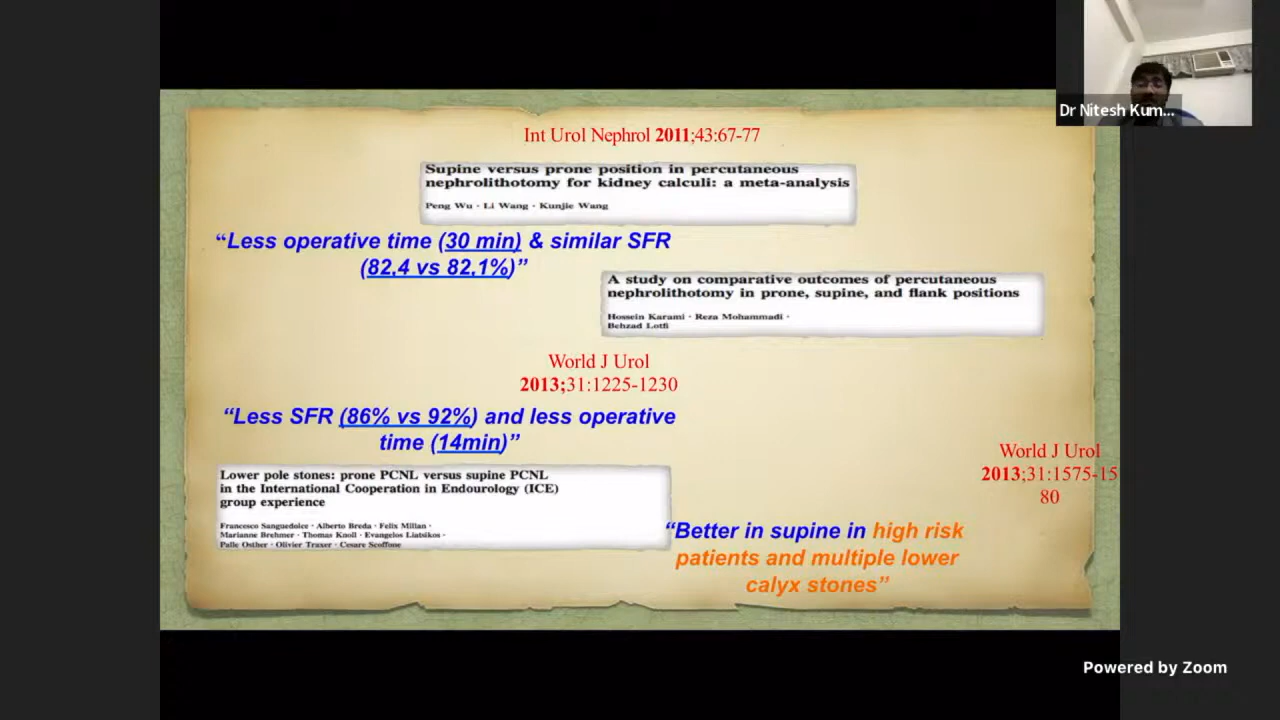 Dr Nitesh Kum...
Int Urol Nephrol 2011;43:67-77
Supine versus prone position in percutaneous
nephrolithotomy for kidney calculi: a meta-analysis
Peng Wu · Li Wang · Kunjie Wang
“Less operative time (30 min) & similar SFR
(82,4 vs 82,1%)”
A study on comparative outcomes of percutaneous
nephrolithotomy in prone, supine, and flank positions
Hossein Karami · Reza Mohammadi ·
Behzad Lotfi
World J Urol
2013;31:1225-1230
“Less SFR (86% vs 92%) and less operative
time (14min)”
Lower pole stones: prone PCNL versus supine PCNL
in the International Cooperation in Endourology (ICE)
group experience
Francesco Sanguedolce · Alberto Breda · Felix Millan ·
Marianne Brehmer · Thomas Knoll · Evangelos Liatsikos ·
Palle Osther · Olivier Traxer · Cesare Scoffone
World J Urol
2013;31:1575-15
80
“Better in supine in high risk
patients and multiple lower
calyx stones”
Powered by Zoom